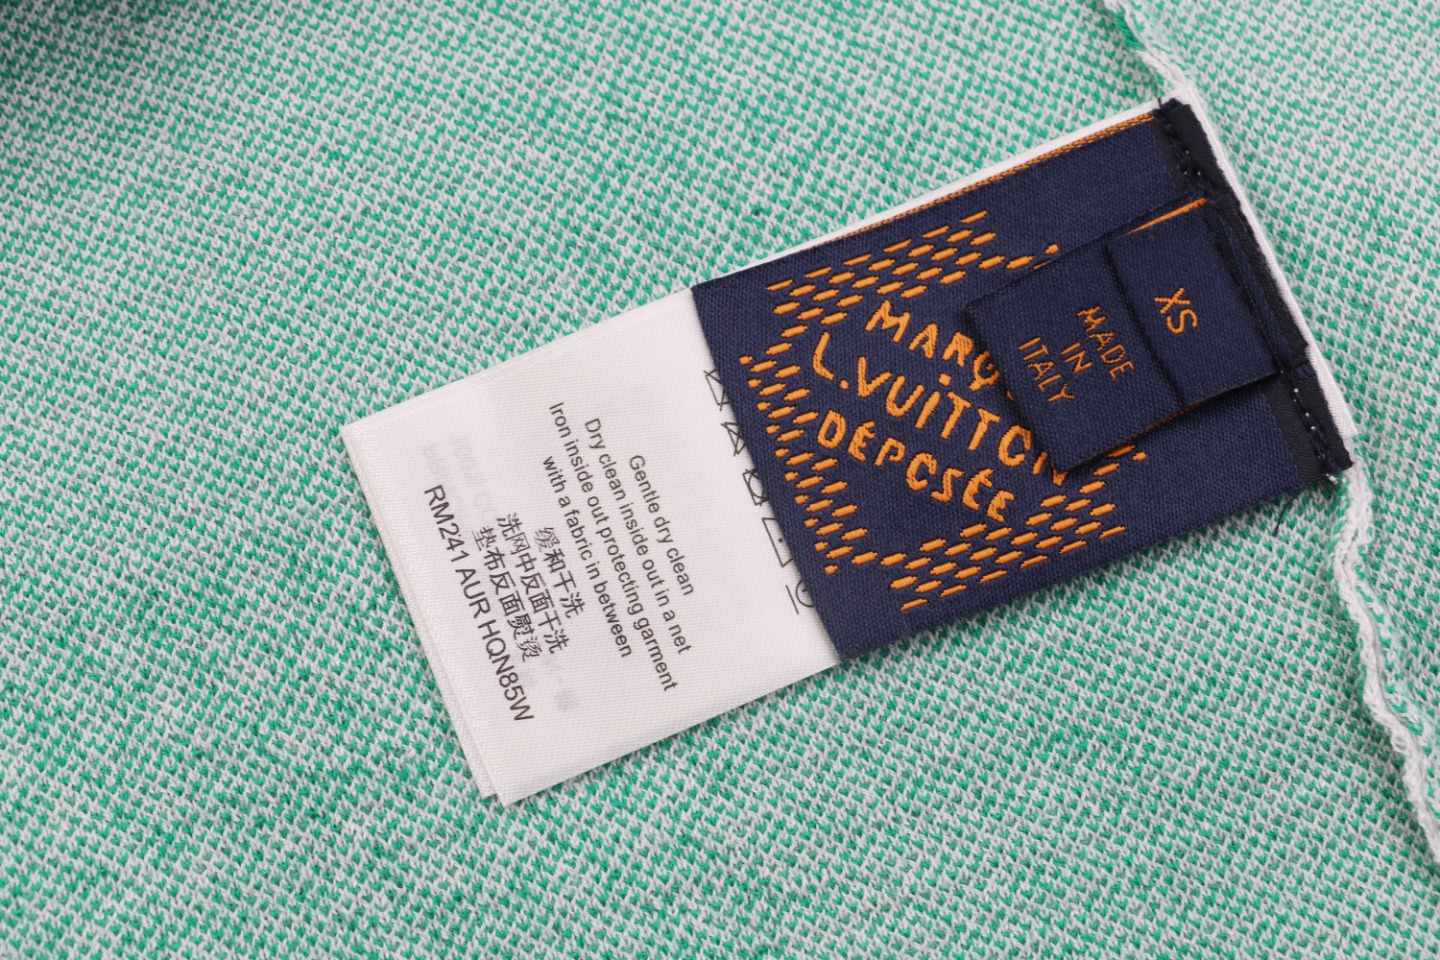 XS
MADE
IN
ITALY
L.VUITTON
DÉPOSÉE
Gentle dry clean
Dry clean inside out in a net
Iron inside out protecting garment
with a fabric in between
缓和干洗
洗网中反面干洗
垫布反面熨烫
RM241 AUR HQN85W